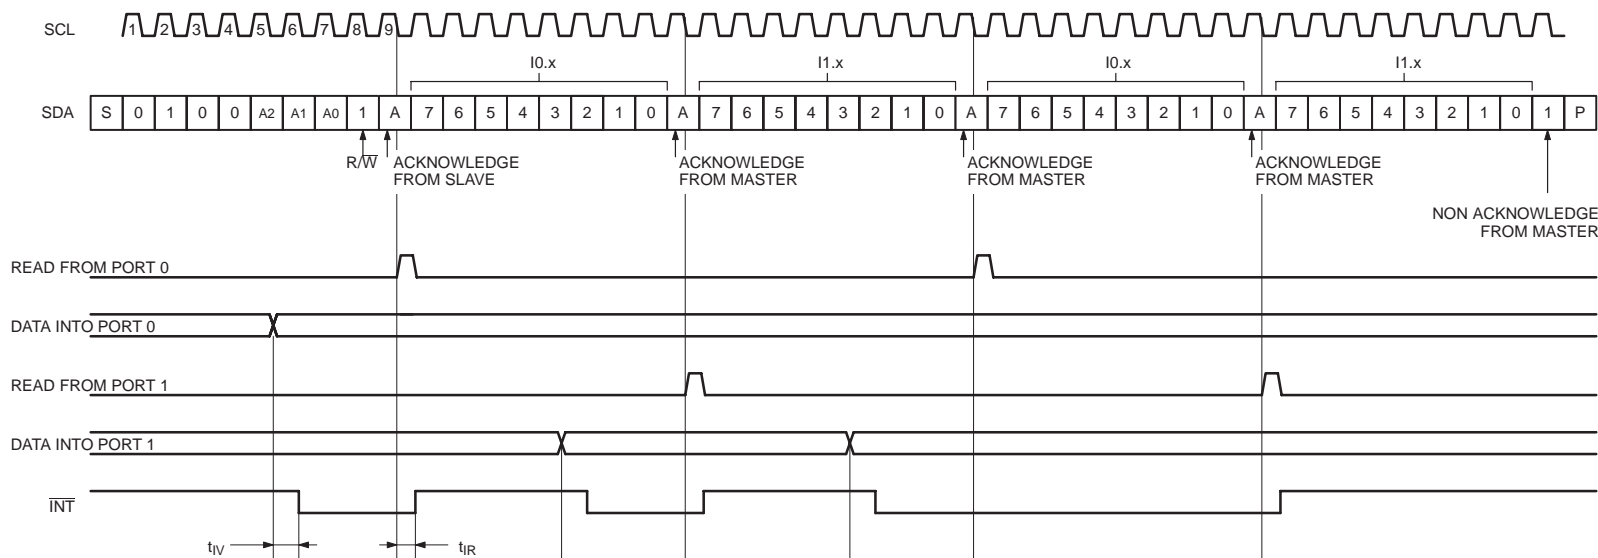 SCL 1 2 3 4 5 6 7 8 9
I0.x I1.x I0.x I1.x
SDA S 0 1 0 0 A2 A1 A0 1 A 7 6 5 4 3 2 1 0 A 7 6 5 4 3 2 1 0 A 7 6 5 4 3 2 1 0 A 7 6 5 4 3 2 1 0 1 P
R/W̅ ACKNOWLEDGE FROM SLAVE
ACKNOWLEDGE FROM MASTER
ACKNOWLEDGE FROM MASTER
ACKNOWLEDGE FROM MASTER
NON ACKNOWLEDGE
FROM MASTER
READ FROM PORT 0
DATA INTO PORT 0
READ FROM PORT 1
DATA INTO PORT 1
I̅N̅T̅
tIV tIR